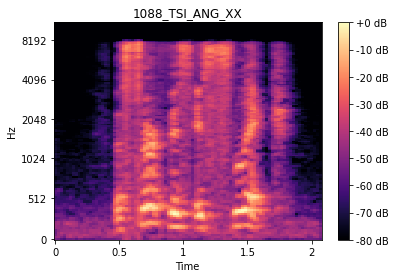 1088_TSI_ANG_XX
8192
4096
2048
1024
512
0
Hz
0
0.5
1
1.5
2
Time
+0 dB
-10 dB
-20 dB
-30 dB
-40 dB
-50 dB
-60 dB
-70 dB
-80 dB